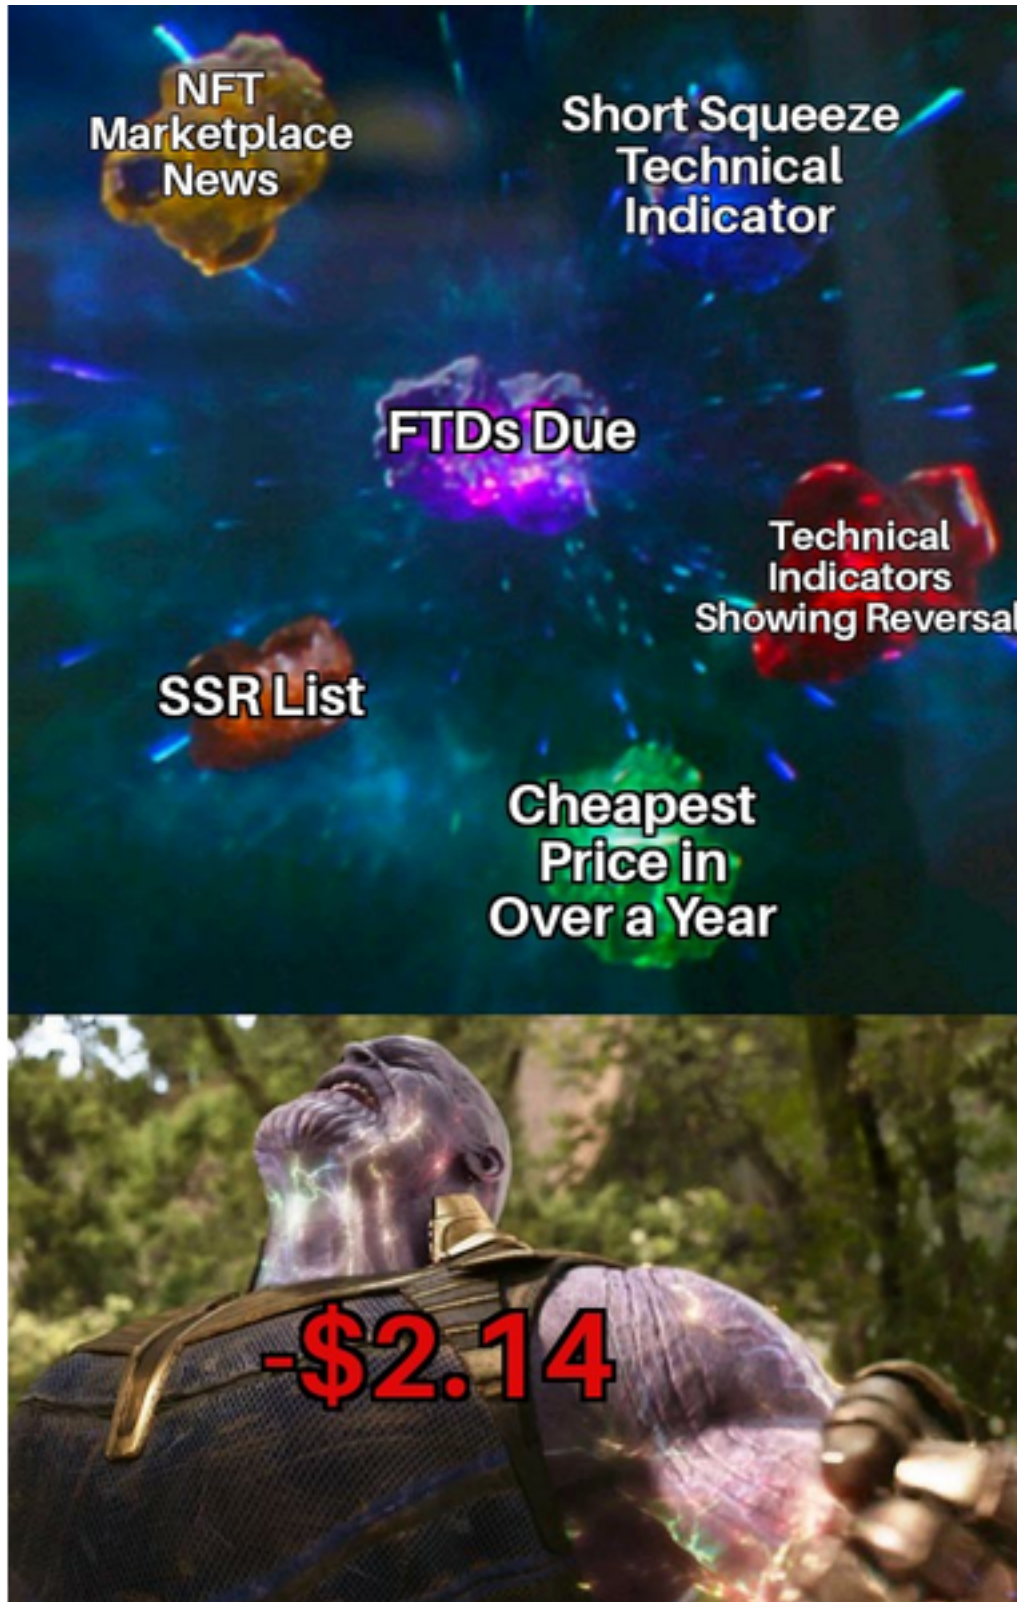 NFT
Marketplace
News
Short Squeeze
Technical
Indicator
FTDs Due
Technical
Indicators
Showing Reversal
SSR List
Cheapest
Price in
Over a Year
-$2.14